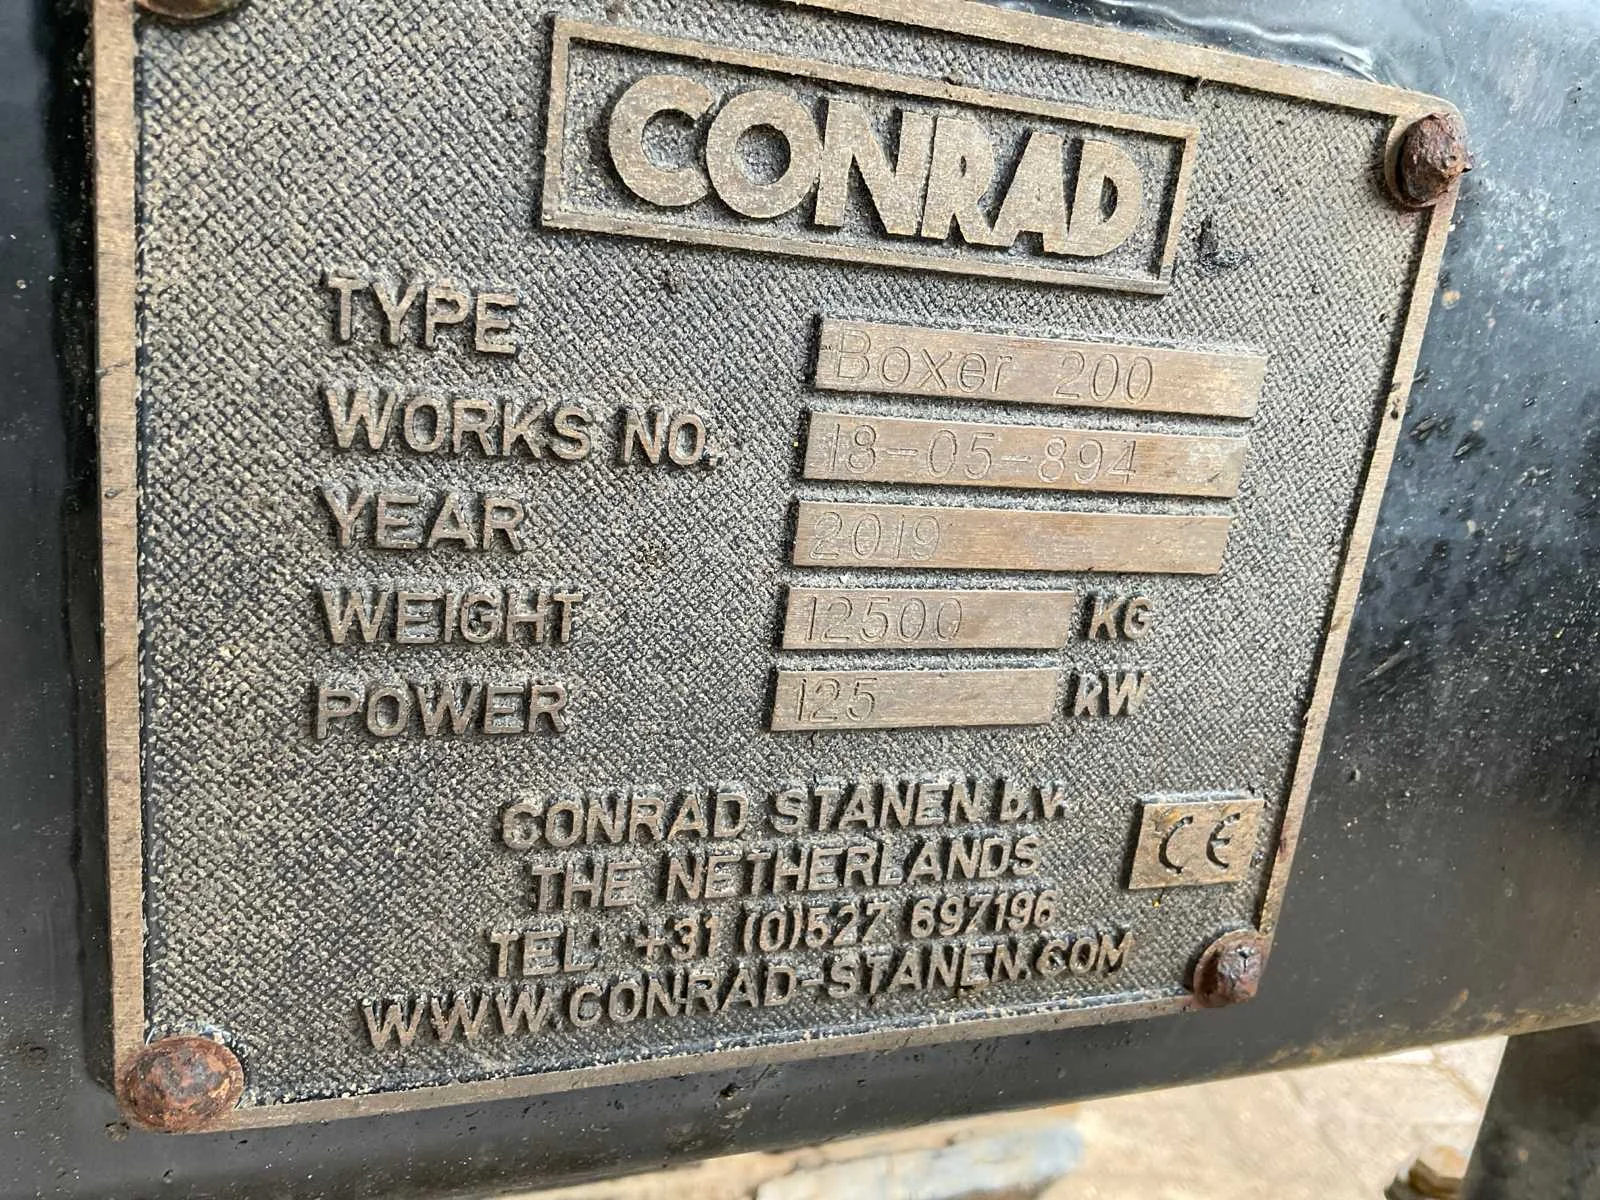 CONRAD
TYPE Boxer 200
WORKS NO. 18-05-894
YEAR 2019
WEIGHT 12500 KG
POWER 125 kW
CONRAD STANEN b.v.
THE NETHERLANDS
TEL: +31 (0)527 697196
WWW.CONRAD-STANEN.COM
CE